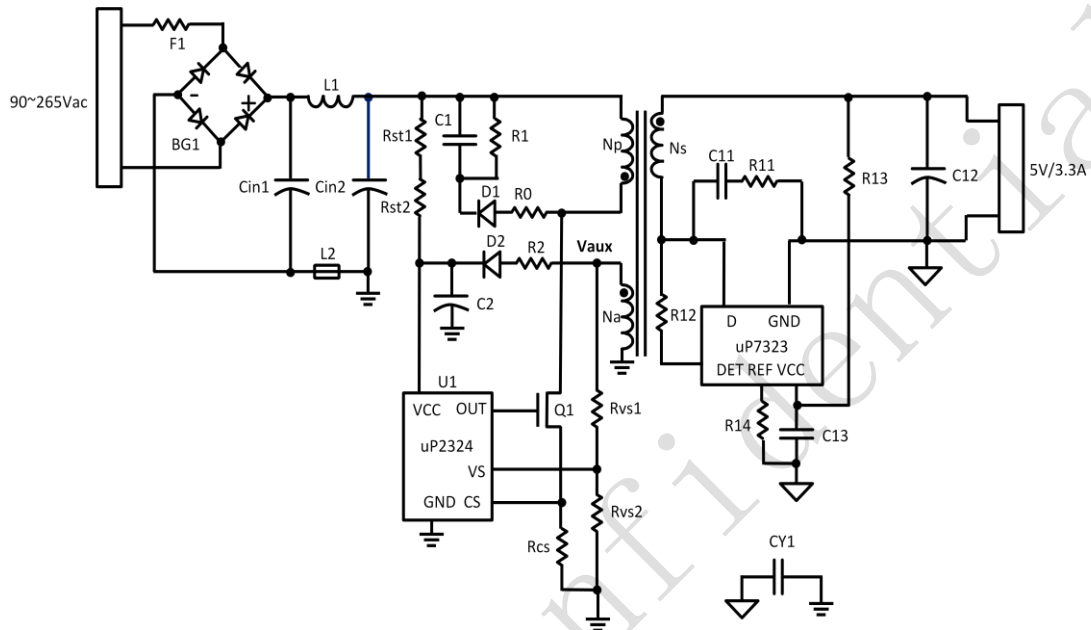 F1
90~265Vac
BG1
-
+
L1
Cin1
Cin2
L2
Rst1
Rst2
C1
R1
D1
R0
D2
R2
Vaux
C2
Np
Ns
Na
C11
R11
R13
C12
5V/3.3A
R12
D GND
uP7323
DET REF VCC
R14
C13
U1
VCC OUT
uP2324
VS
GND CS
Q1
Rvs1
Rvs2
Rcs
CY1
nfidentia